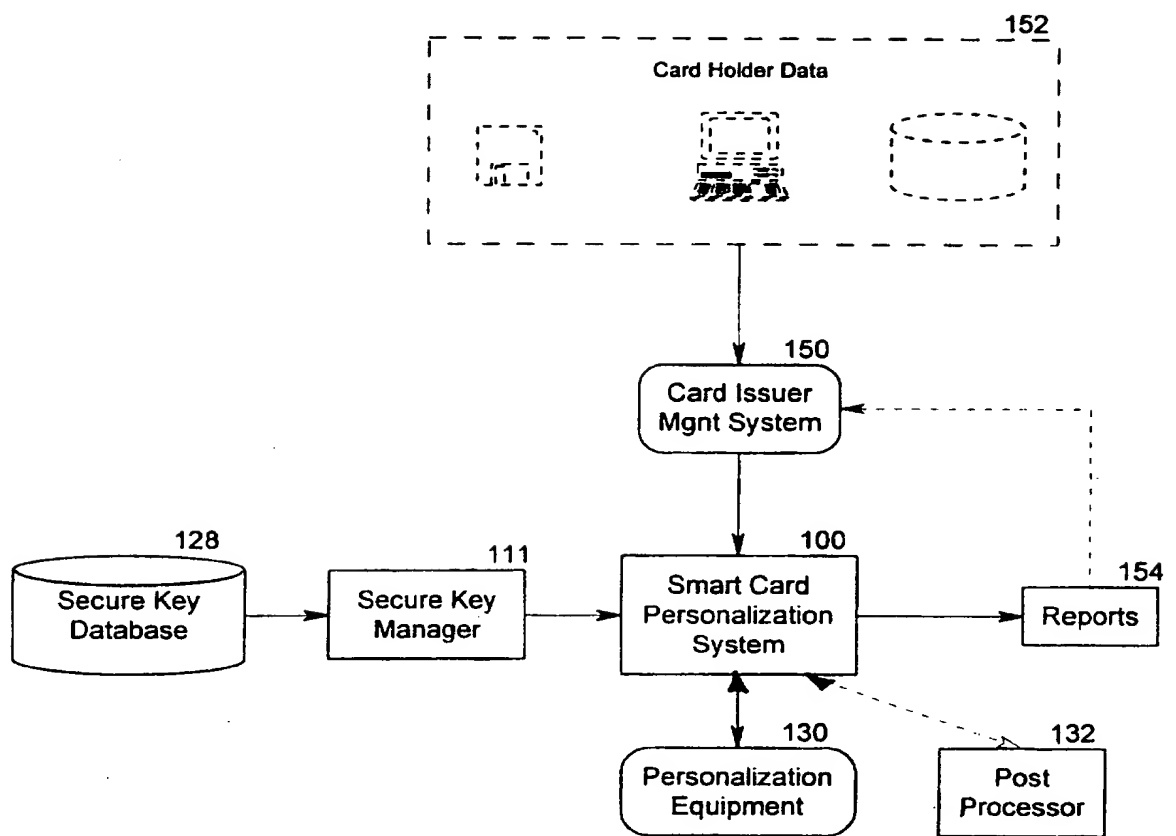 152
Card Holder Data
150
Card Issuer
Mgnt System
128
Secure Key
Database
111
Secure Key
Manager
100
Smart Card
Personalization
System
154
Reports
130
Personalization
Equipment
132
Post
Processor